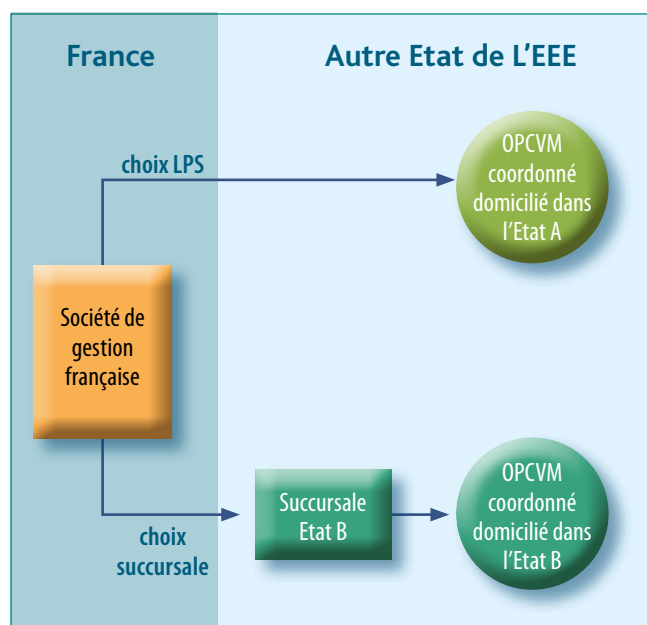 France
Autre Etat de L'EEE
choix LPS
OPCVM
coordonné
domicilié dans
l'Etat A
Société de
gestion
française
choix
succursale
Succursale
Etat B
OPCVM
coordonné
domicilié dans
l'Etat B